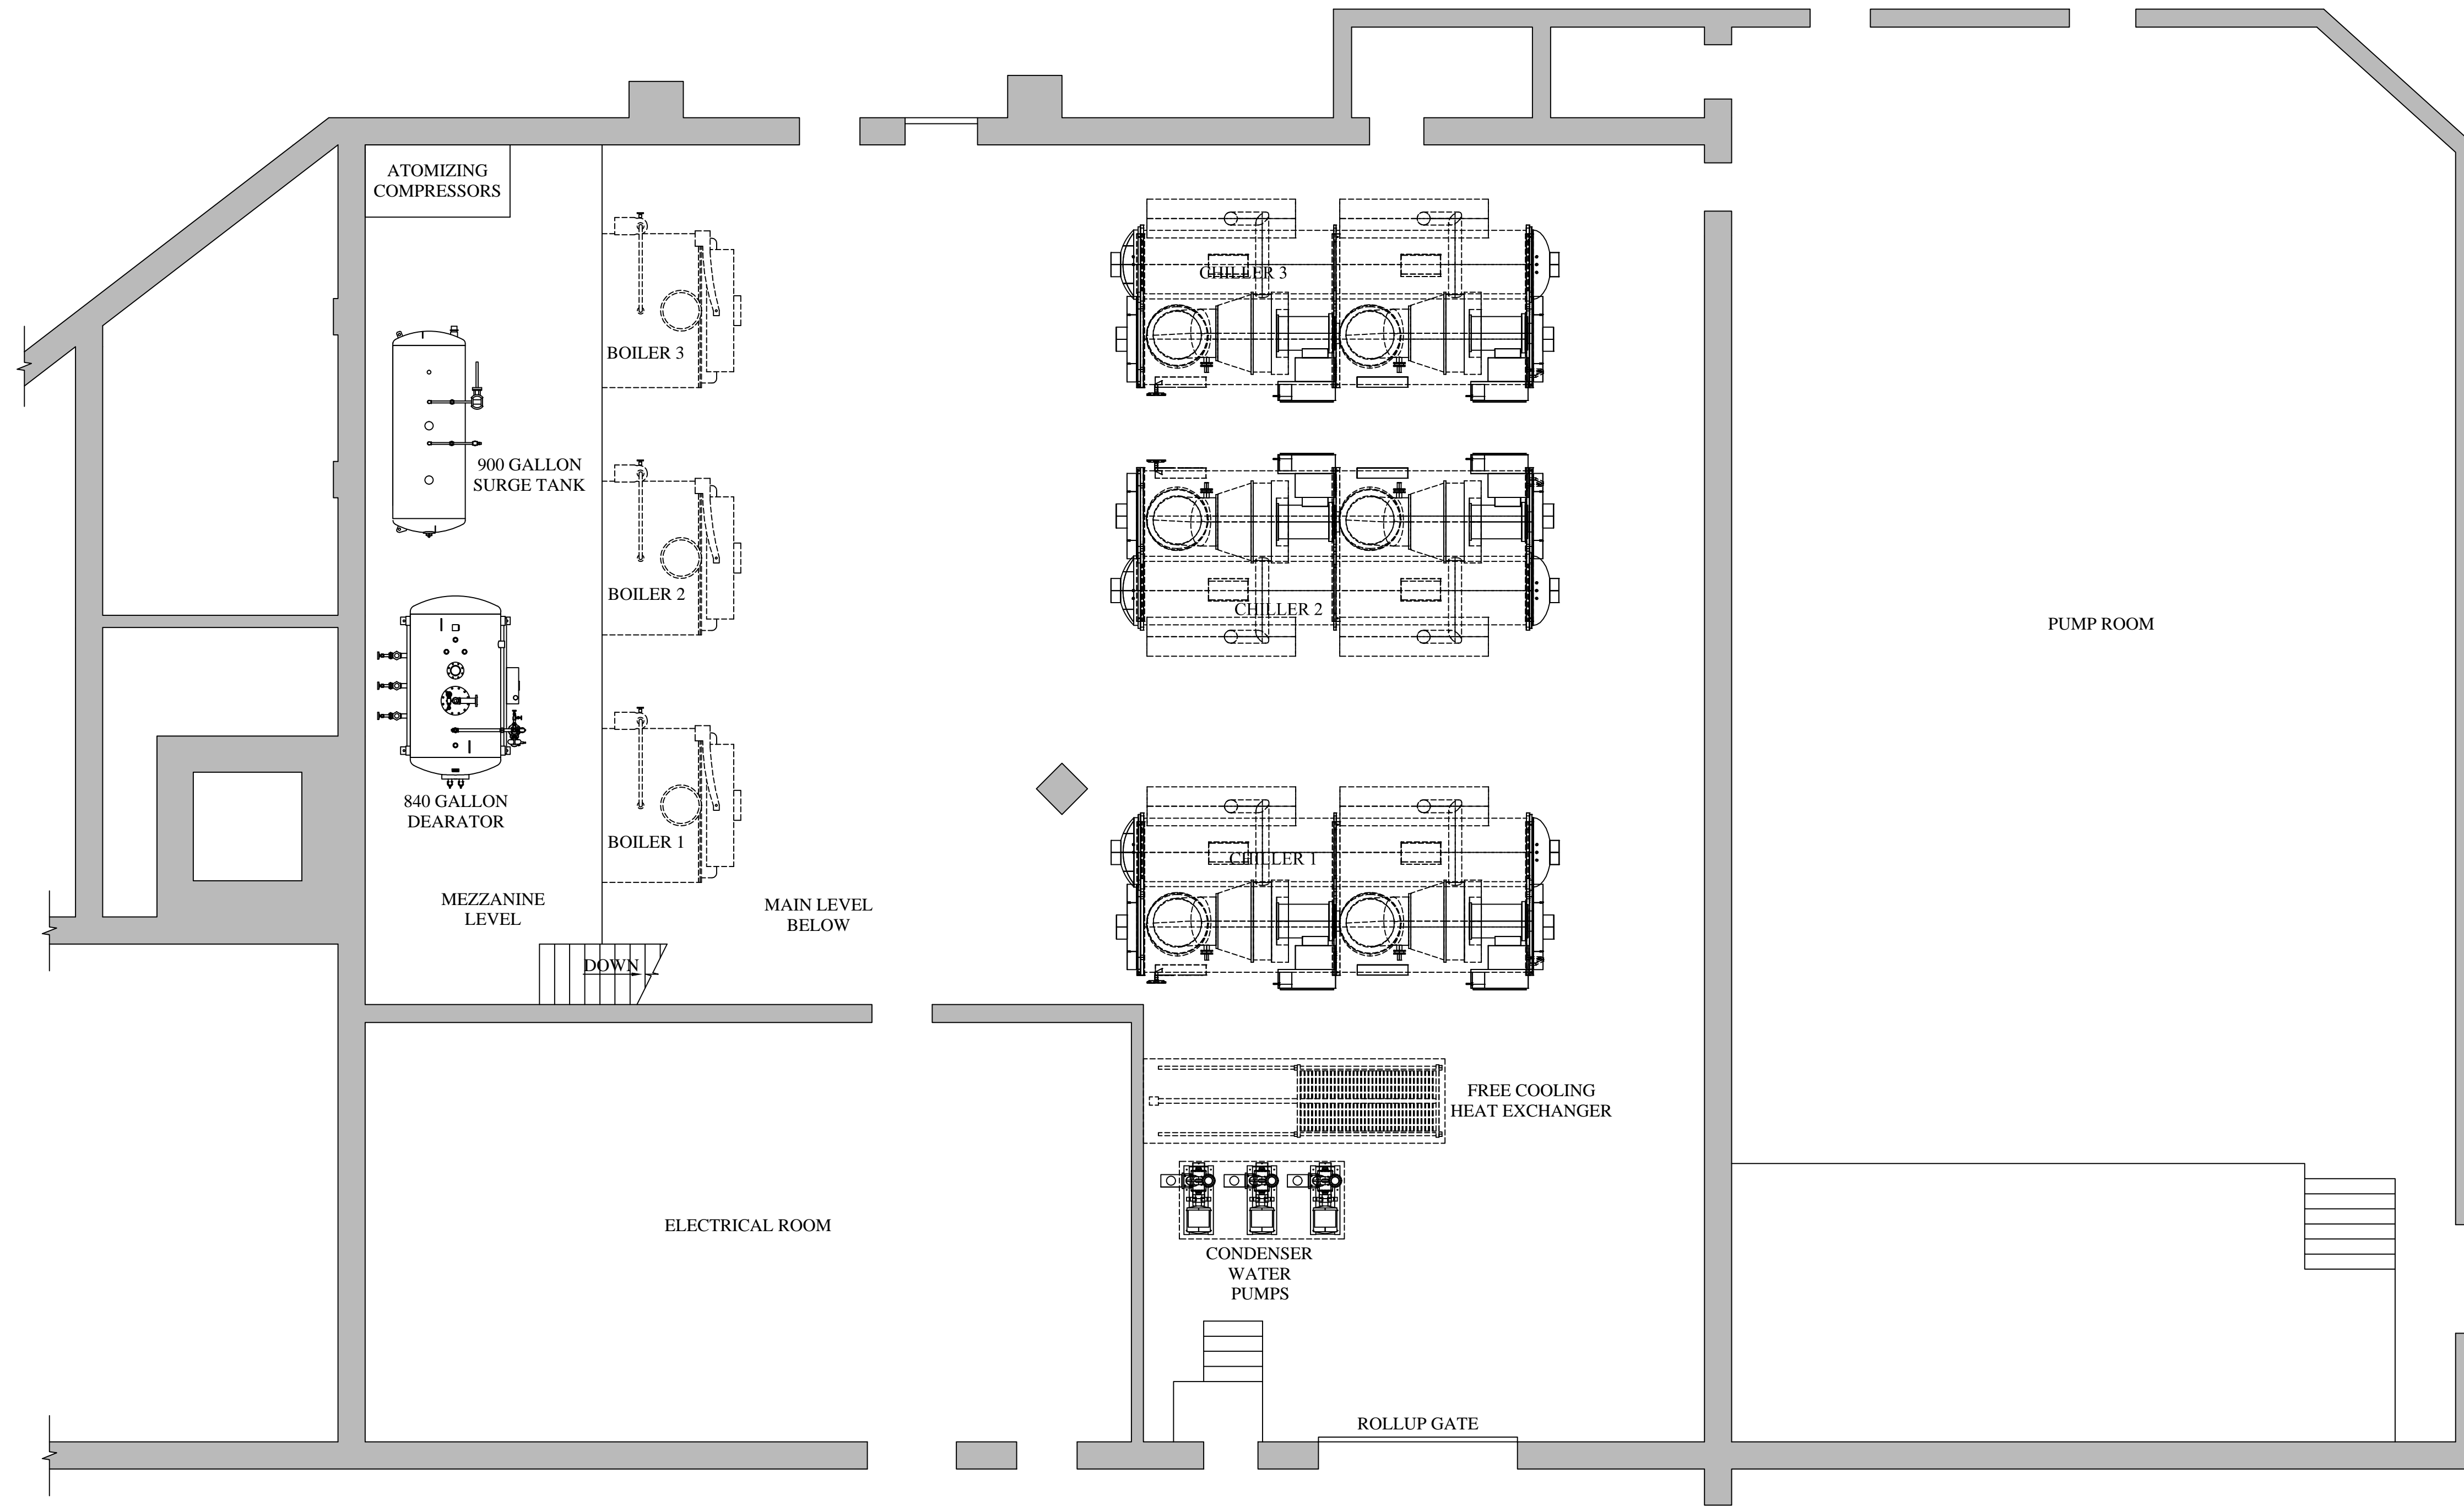 ATOMIZING
COMPRESSORS
CHILLER 3
BOILER 3
900 GALLON
SURGE TANK
BOILER 2
CHILLER 2
PUMP ROOM
840 GALLON
DEARATOR
BOILER 1
CHILLER 1
MEZZANINE
LEVEL
MAIN LEVEL
BELOW
DOWN
FREE COOLING
HEAT EXCHANGER
ELECTRICAL ROOM
CONDENSER
WATER
PUMPS
ROLLUP GATE